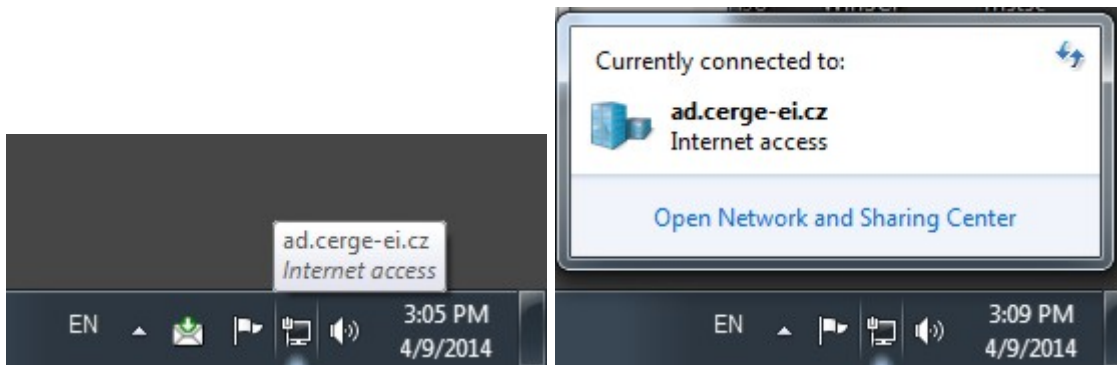 ad.cerge-ei.cz
Internet access
EN
3:05 PM
4/9/2014
Currently connected to:
ad.cerge-ei.cz
Internet access
Open Network and Sharing Center
EN
3:09 PM
4/9/2014